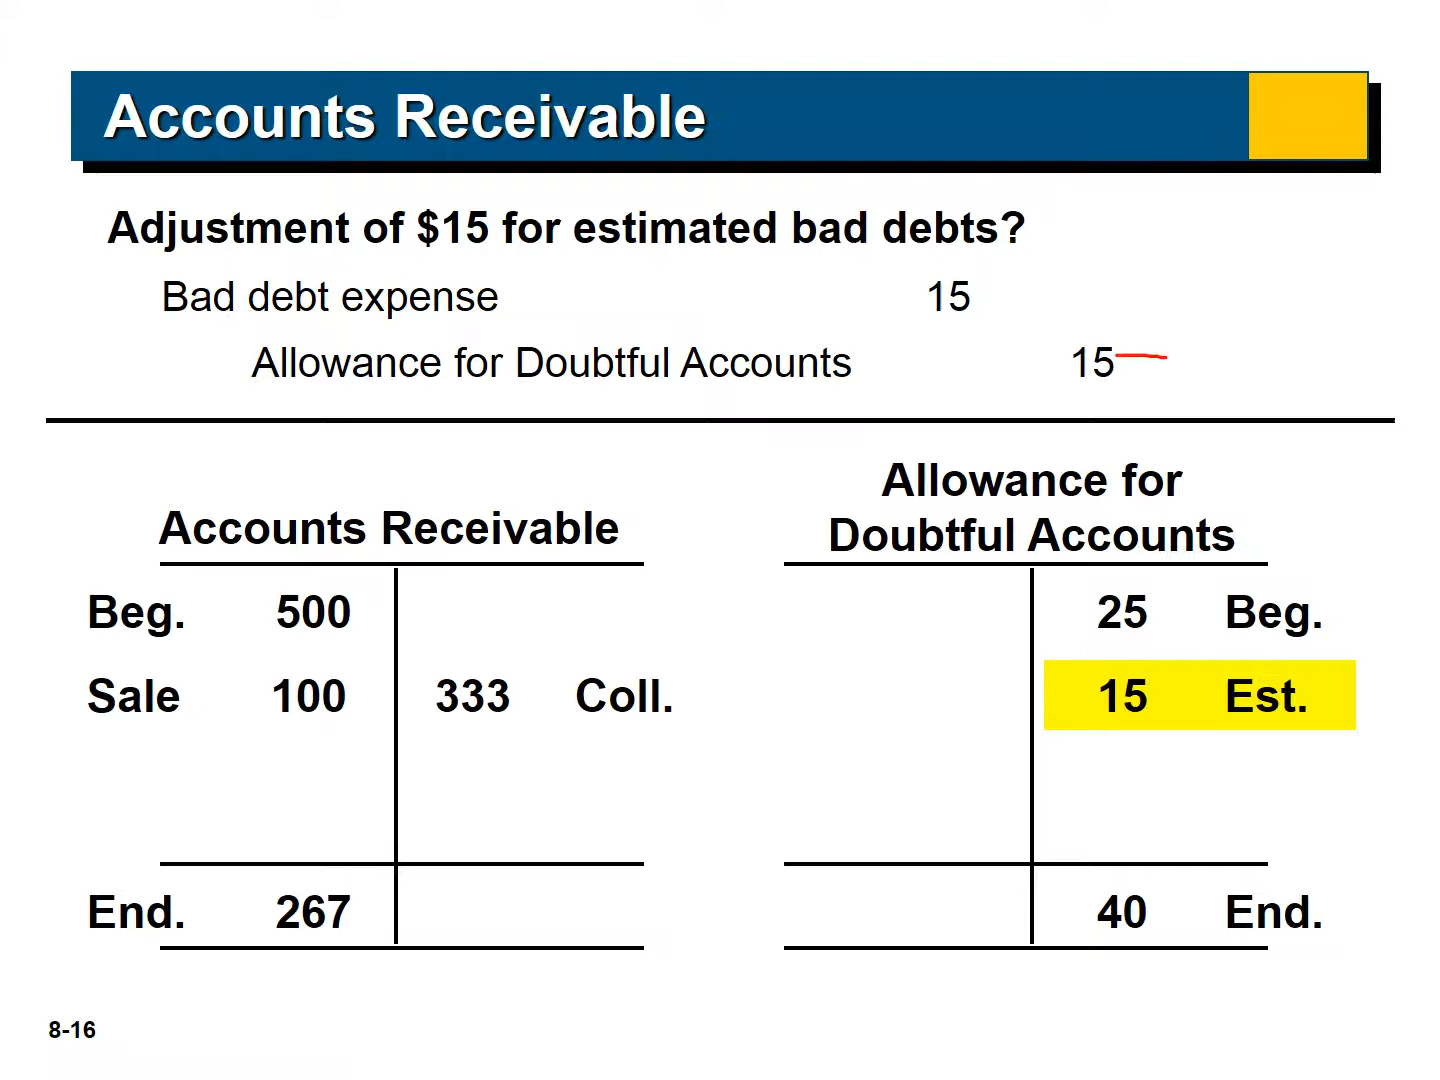 Accounts Receivable
Adjustment of $15 for estimated bad debts?
Bad debt expense 15
Allowance for Doubtful Accounts 15
Accounts Receivable
Allowance for
Doubtful Accounts
Beg. 500
25 Beg.
Sale 100 333 Coll.
15 Est.
End. 267
40 End.
8-16